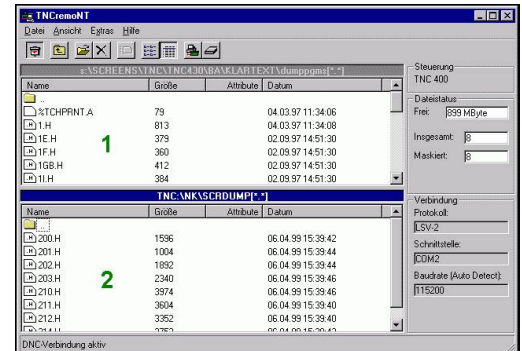 TNCremoNT
Datei Ansicht Extras Hilfe
s:\SCREENS\TNC\TNC430\BA\KLARTEXT\dumppgms[*.*]
Name Größe Attribute Datum
..
%TCHPRNT.A 79 04.03.97 11:34:06
1.H 813 04.03.97 11:34:08
1E.H 379 02.09.97 14:51:30
1F.H 360 02.09.97 14:51:30
1GB.H 412 02.09.97 14:51:30
1I.H 384 02.09.97 14:51:30
1
TNC:\NK\SCRDUMP[*.*]
Name Größe Attribute Datum
..
200.H 1596 06.04.99 15:39:42
201.H 1004 06.04.99 15:39:44
202.H 1892 06.04.99 15:39:44
203.H 2340 06.04.99 15:39:46
210.H 3974 06.04.99 15:39:46
211.H 3604 06.04.99 15:39:40
212.H 3352 06.04.99 15:39:40
2
Steuerung
TNC 400
Dateistatus
Frei: 899 MByte
Insgesamt: 8
Maskiert: 8
Verbindung
Protokoll:
LSV-2
Schnittstelle:
COM2
Baudrate (Auto Detect):
115200
DNC-Verbindung aktiv